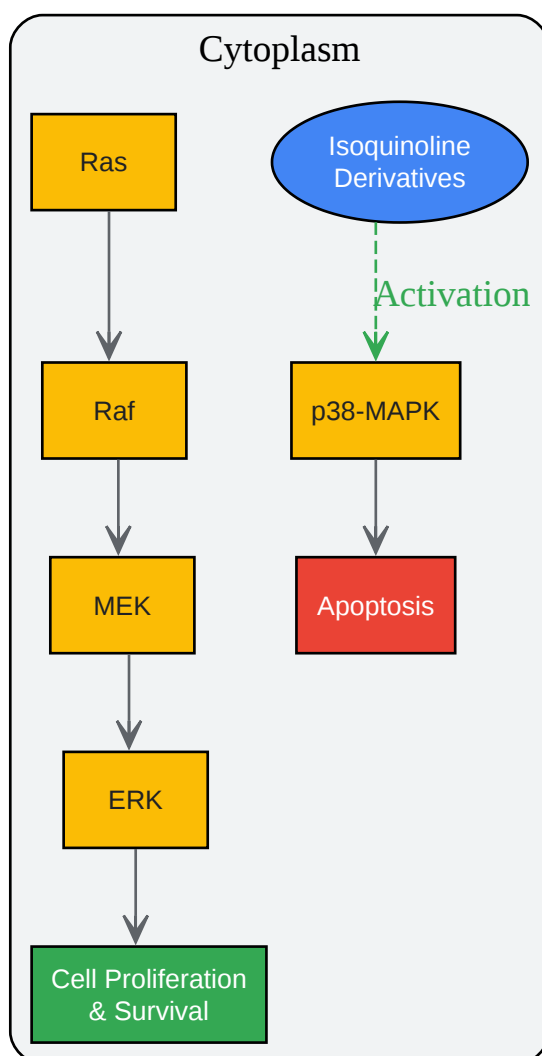 Cytoplasm
Ras
Isoquinoline
Derivatives
Activation
Raf
p38-MAPK
MEK
Apoptosis
ERK
Cell Proliferation
& Survival